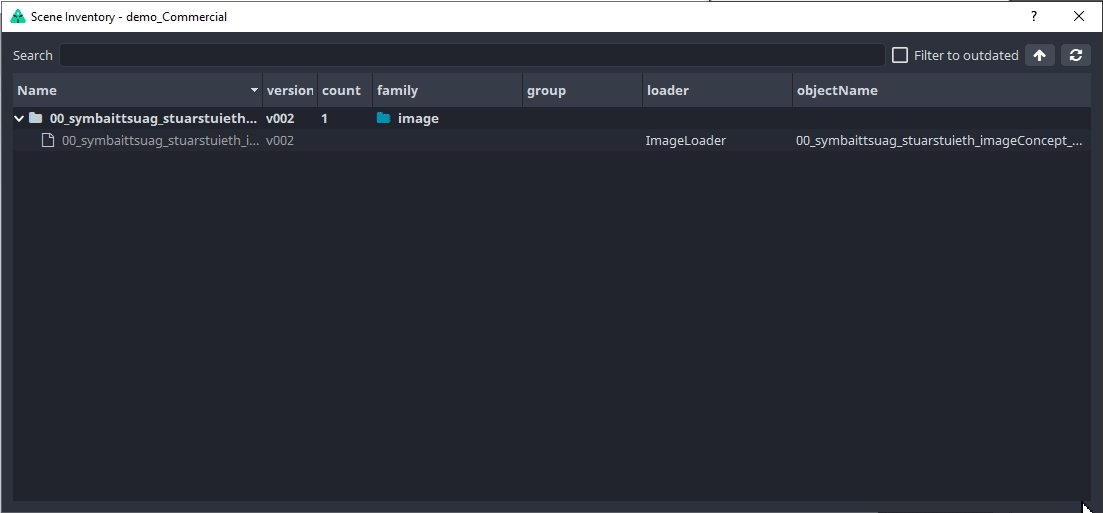 Scene Inventory - demo_Commercial ?
Search Filter to outdated
Name version count family group loader objectName
00_symbaittsuag_stuarstuieth... v002 1 image
00_symbaittsuag_stuarstuieth_i... v002 ImageLoader 00_symbaittsuag_stuarstuieth_imageConcept_...